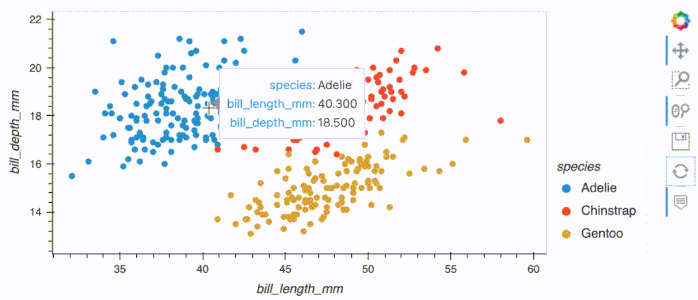 22
20
18
16
14
bill_depth_mm
species: Adelie
bill_length_mm: 40.300
bill_depth_mm: 18.500
species
Adelie
Chinstrap
Gentoo
35 40 45 50 55 60
bill_length_mm